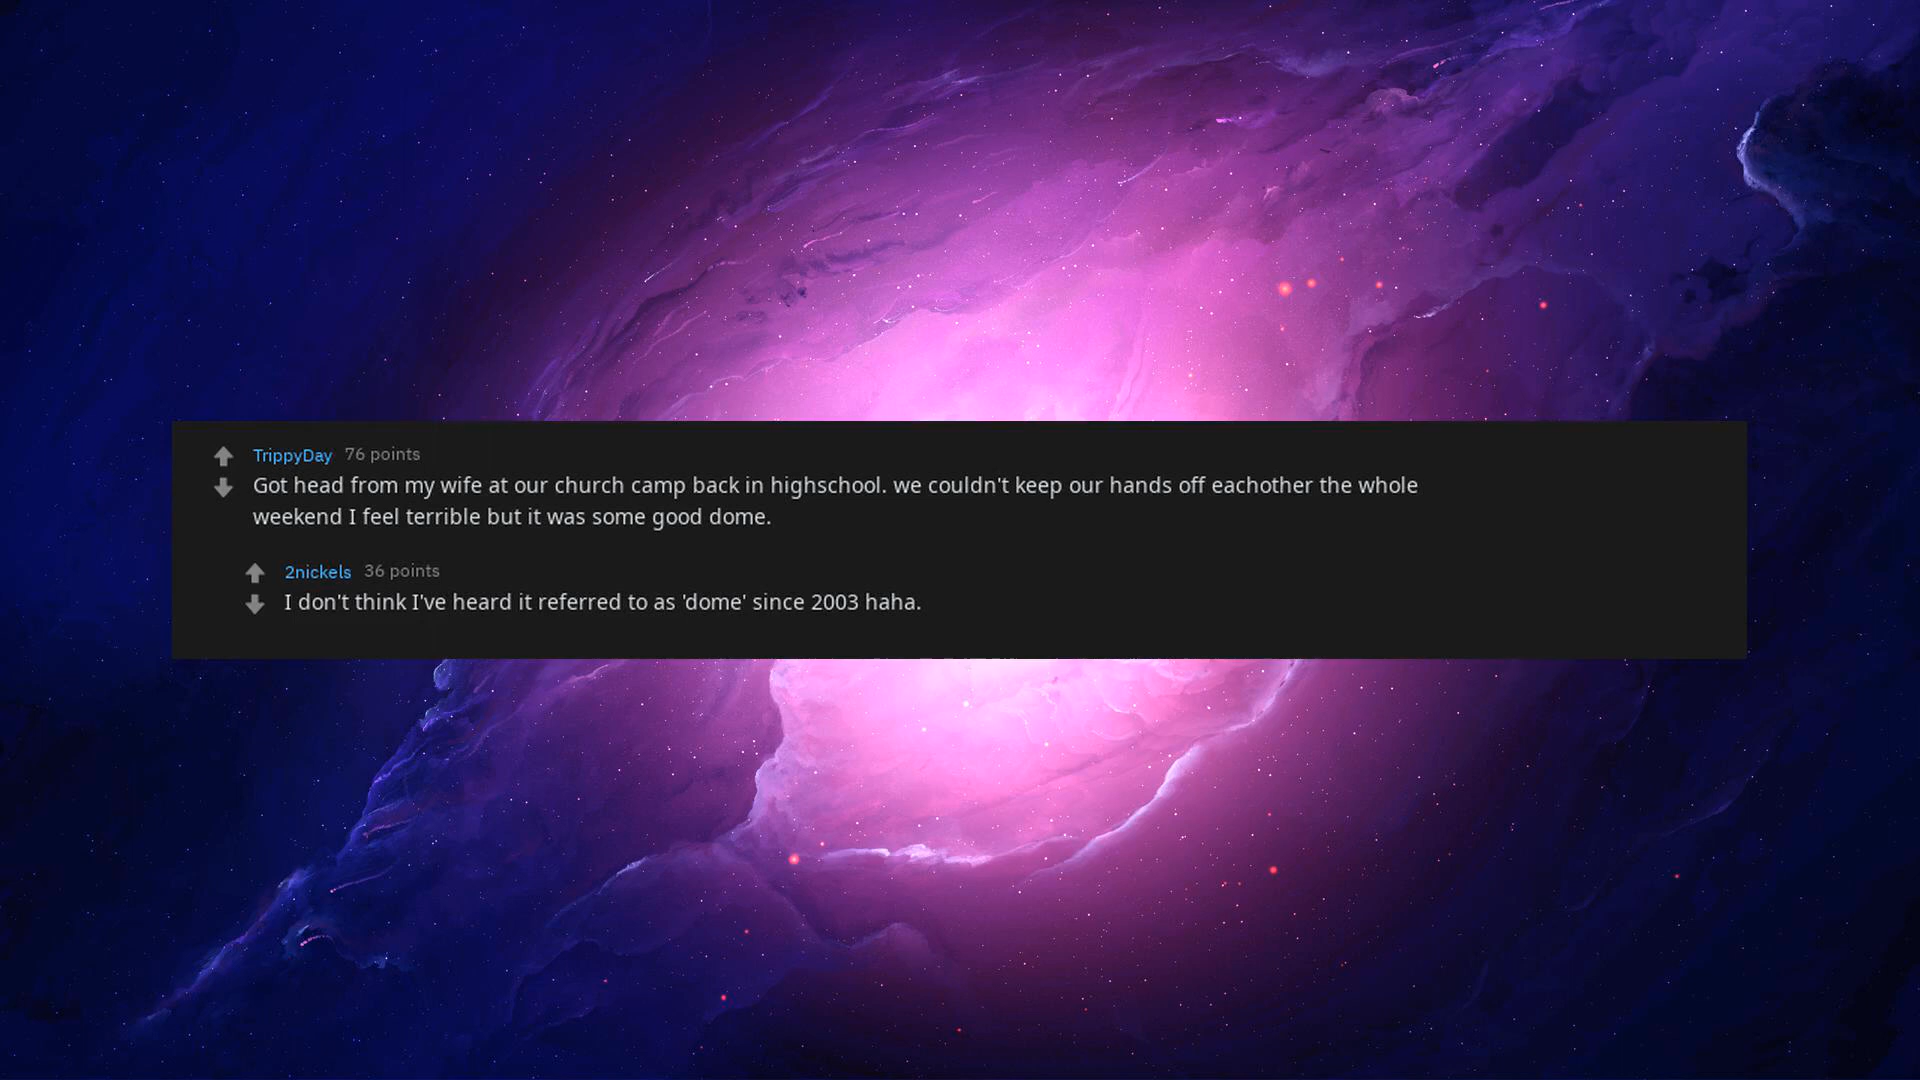 TrippyDay 76 points
Got head from my wife at our church camp back in highschool. we couldn't keep our hands off eachother the whole
weekend I feel terrible but it was some good dome.
2nickels 36 points
I don't think I've heard it referred to as 'dome' since 2003 haha.